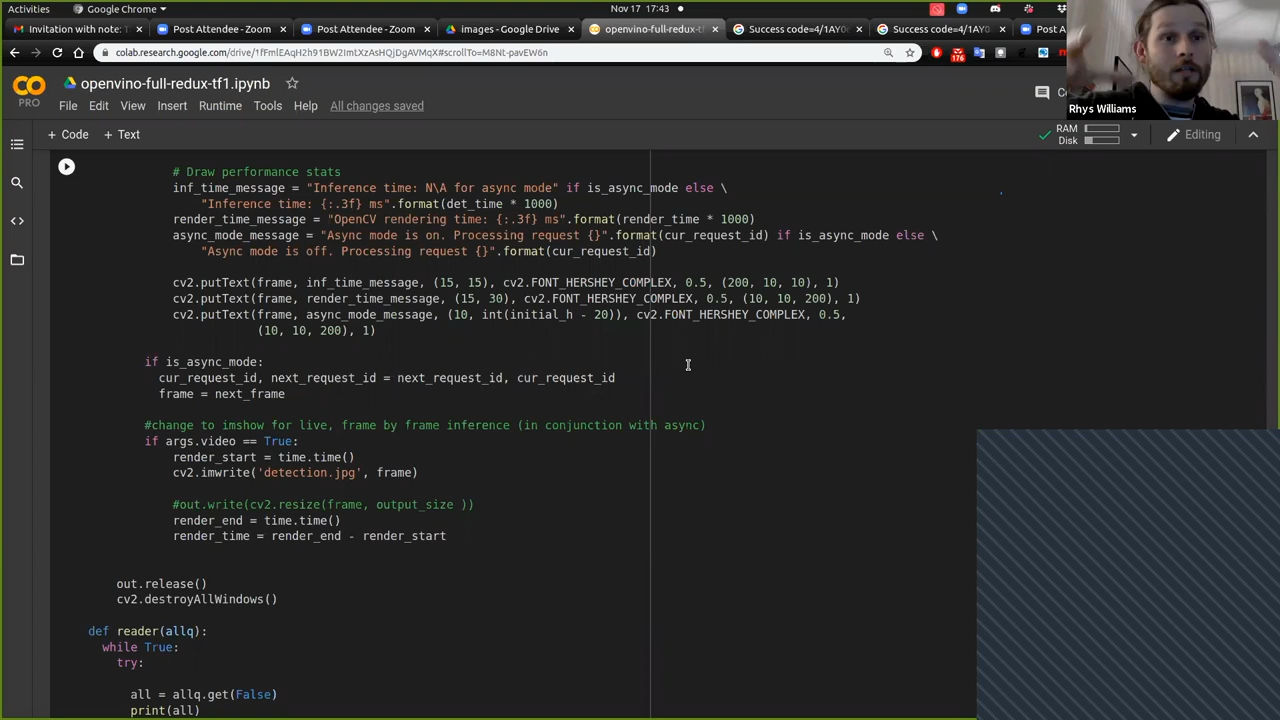 Activities
Google Chrome
Nov 17 17:43
Invitation with note:
Post Attendee - Zoom
Post Attendee - Zoom
images - Google Drive
openvino-full-redux-tf1
Success code=4/1AY0
Success code=4/1AY0
Post A
colab.research.google.com/drive/1fFmlEAqH2h91BW2ImtXzAsHQjDgAVMqX#scrollTo=M8Nt-pavEW6n
176
PRO
openvino-full-redux-tf1.ipynb
File Edit View Insert Runtime Tools Help All changes saved
Rhys Williams
+ Code + Text
RAM
Disk
Editing
# Draw performance stats
inf_time_message = "Inference time: N\A for async mode" if is_async_mode else \
"Inference time: {:.3f} ms".format(det_time * 1000)
render_time_message = "OpenCV rendering time: {:.3f} ms".format(render_time * 1000)
async_mode_message = "Async mode is on. Processing request {}".format(cur_request_id) if is_async_mode else \
"Async mode is off. Processing request {}".format(cur_request_id)
cv2.putText(frame, inf_time_message, (15, 15), cv2.FONT_HERSHEY_COMPLEX, 0.5, (200, 10, 10), 1)
cv2.putText(frame, render_time_message, (15, 30), cv2.FONT_HERSHEY_COMPLEX, 0.5, (10, 10, 200), 1)
cv2.putText(frame, async_mode_message, (10, int(initial_h - 20)), cv2.FONT_HERSHEY_COMPLEX, 0.5,
(10, 10, 200), 1)
if is_async_mode:
cur_request_id, next_request_id = next_request_id, cur_request_id
frame = next_frame
#change to imshow for live, frame by frame inference (in conjunction with async)
if args.video == True:
render_start = time.time()
cv2.imwrite('detection.jpg', frame)
#out.write(cv2.resize(frame, output_size ))
render_end = time.time()
render_time = render_end - render_start
out.release()
cv2.destroyAllWindows()
def reader(allq):
while True:
try:
all = allq.get(False)
print(all)